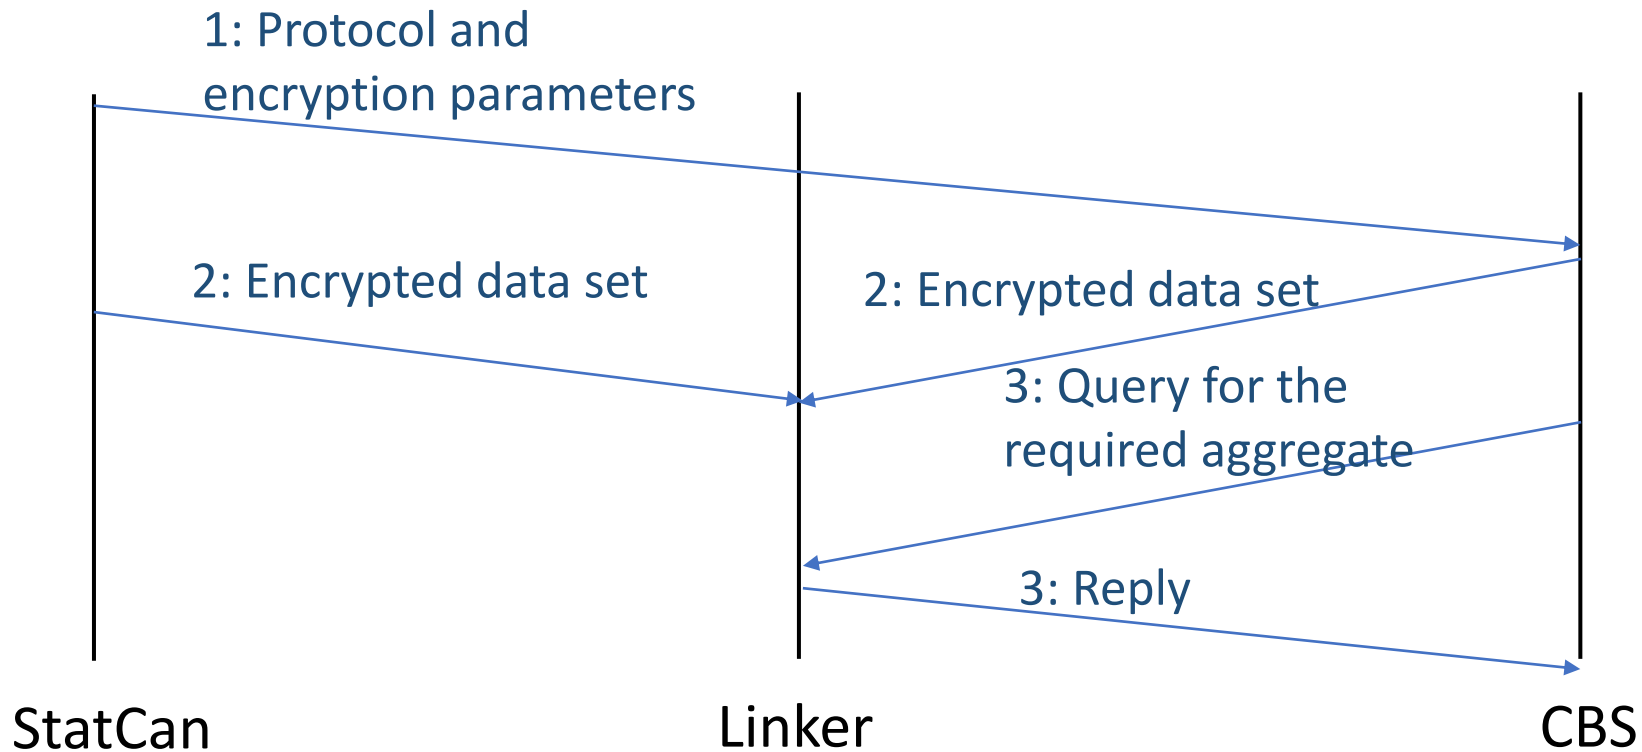 1: Protocol and
encryption parameters
2: Encrypted data set
2: Encrypted data set
3: Query for the
required aggregate
3: Reply
StatCan
Linker
CBS